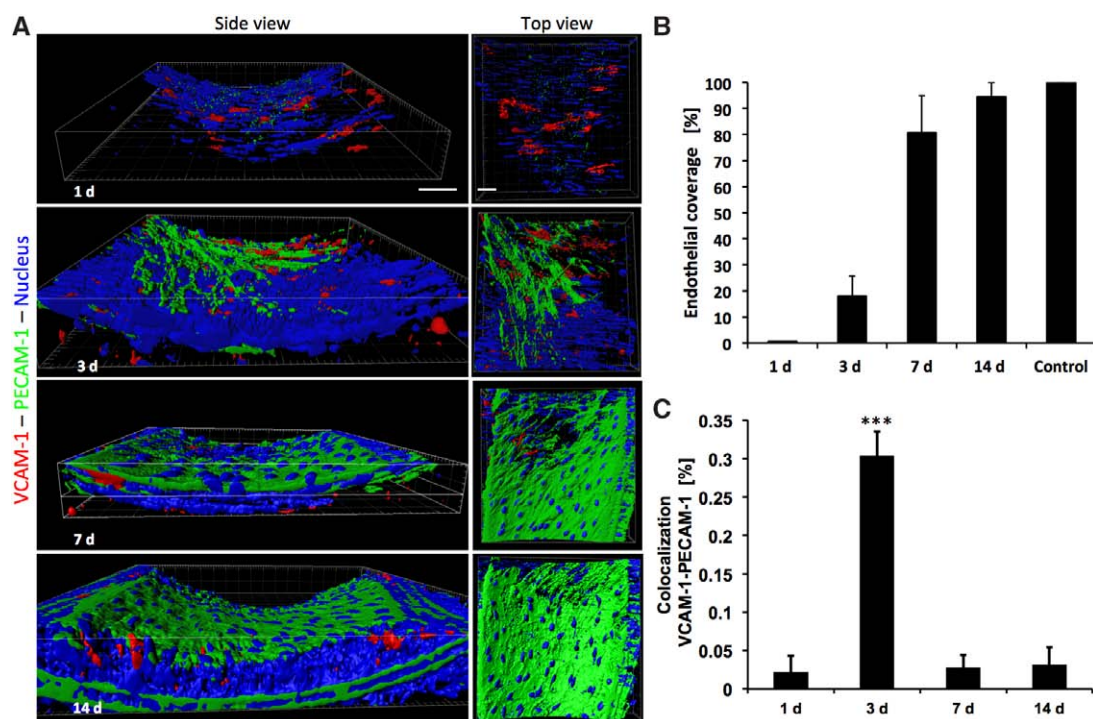 A
Side view
Top view
VCAM-1 – PECAM-1 – Nucleus
1 d
3 d
7 d
14 d
B
Endothelial coverage [%]
100
90
80
70
60
50
40
30
20
10
0
1 d 3 d 7 d 14 d Control
C
Colocalization
VCAM-1-PECAM-1 [%]
***
0.35
0.3
0.25
0.2
0.15
0.1
0.05
0
1 d 3 d 7 d 14 d